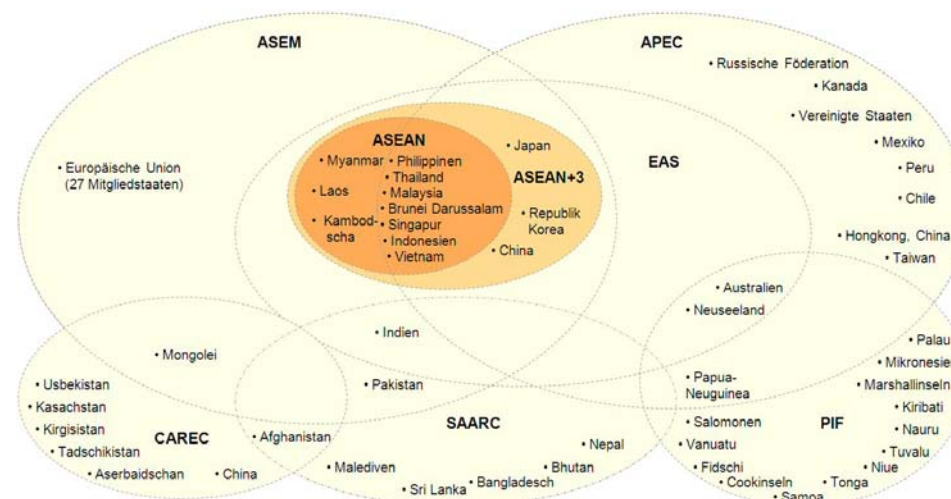 ASEM
APEC
• Russische Föderation
• Kanada
• Vereinigte Staaten
• Mexiko
• Peru
• Chile
• Hongkong, China
• Taiwan
EAS
ASEAN
• Myanmar
• Laos
• Kambod-
scha
• Philippinen
• Thailand
• Malaysia
• Brunei Darussalam
• Singapur
• Indonesien
• Vietnam
ASEAN+3
• Japan
• Republik
Korea
• China
• Europäische Union
(27 Mitgliedstaaten)
• Australien
• Neuseeland
• Indien
• Mongolei
• Pakistan
• Usbekistan
• Kasachstan
• Kirgisistan
• Tadschikistan
• Aserbaidschan
• China
CAREC
• Afghanistan
SAARC
• Malediven
• Sri Lanka
• Bangladesch
• Bhutan
• Nepal
• Papua-
Neuguinea
• Salomonen
• Vanuatu
• Fidschi
• Cookinseln
• Samoa
• Tonga
• Niue
• Tuvalu
• Nauru
• Kiribati
• Marshallinseln
• Mikronesie
• Palau
PIF